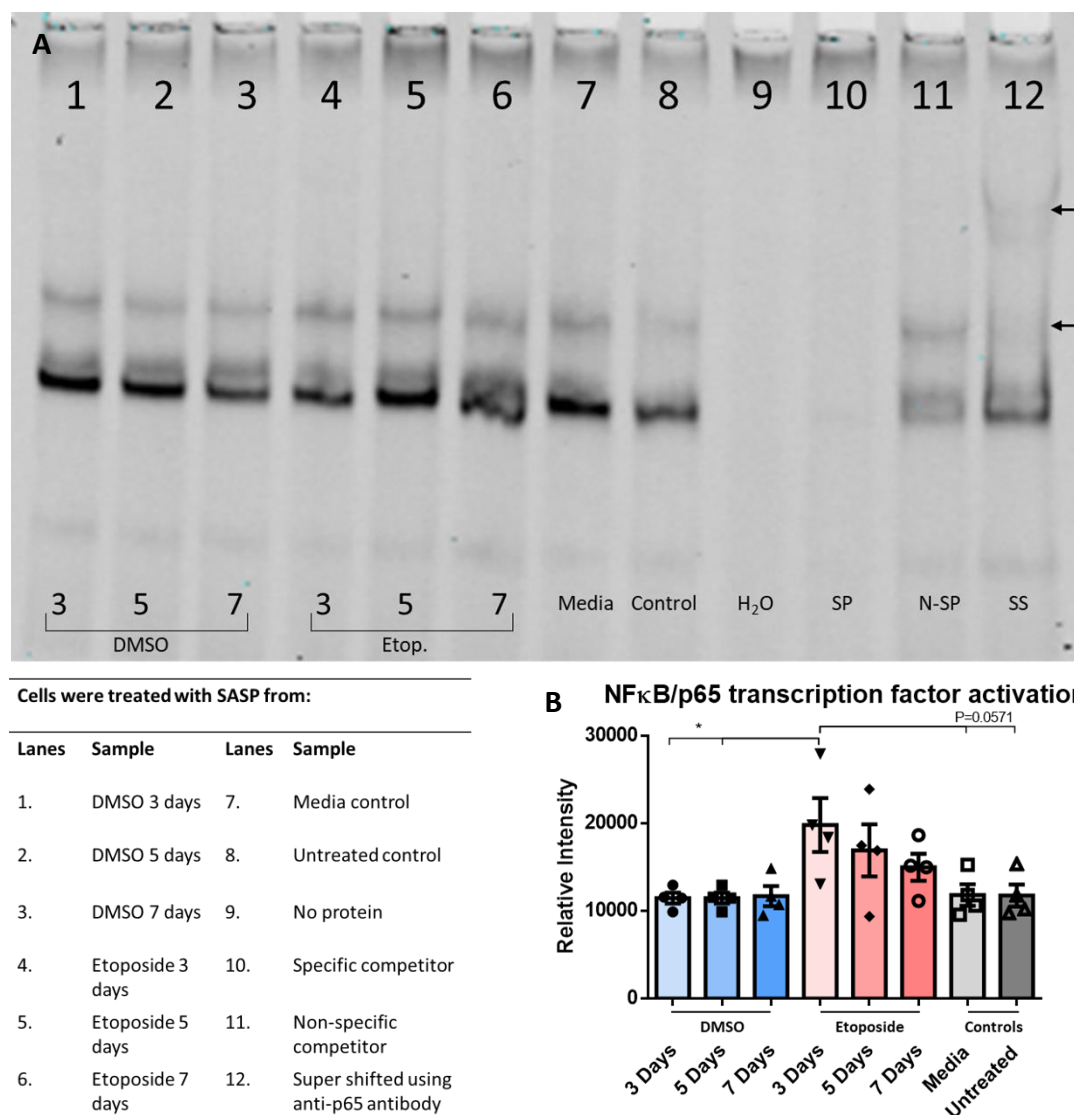 A
1 2 3 4 5 6 7 8 9 10 11 12
3 5 7 3 5 7 Media Control H₂O SP N-SP SS
DMSO Etop.
Cells were treated with SASP from:
Lanes Sample Lanes Sample
1. DMSO 3 days 7. Media control
2. DMSO 5 days 8. Untreated control
3. DMSO 7 days 9. No protein
4. Etoposide 3 10. Specific competitor
days
5. Etoposide 5 11. Non-specific
days competitor
6. Etoposide 7 12. Super shifted using
days anti-p65 antibody
B NFκB/p65 transcription factor activation
* P=0.0571
30000
20000
10000
0
Relative Intensity
DMSO Etoposide Controls
3 Days 5 Days 7 Days 3 Days 5 Days 7 Days Media Untreated